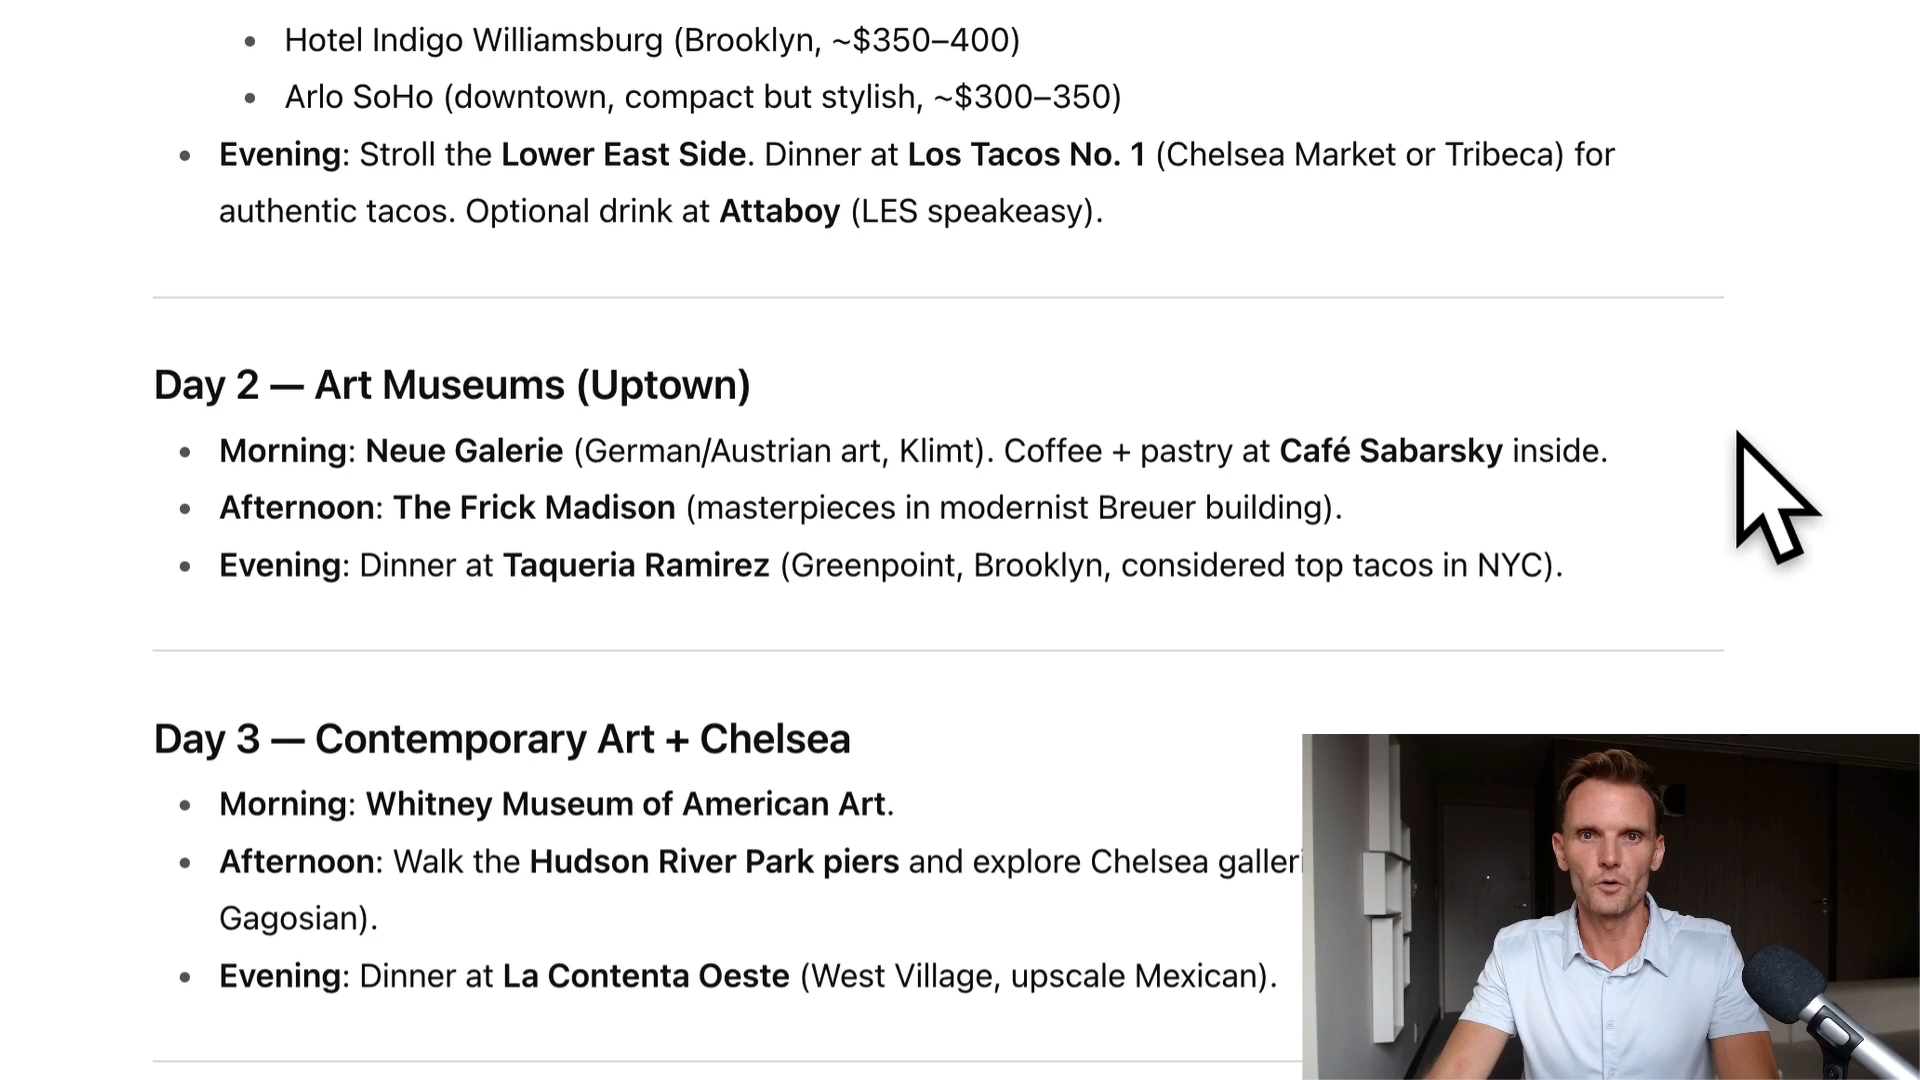 Hotel Indigo Williamsburg (Brooklyn, ~$350–400)
Arlo SoHo (downtown, compact but stylish, ~$300–350)
Evening: Stroll the Lower East Side. Dinner at Los Tacos No. 1 (Chelsea Market or Tribeca) for
authentic tacos. Optional drink at Attaboy (LES speakeasy).
Day 2 — Art Museums (Uptown)
Morning: Neue Galerie (German/Austrian art, Klimt). Coffee + pastry at Café Sabarsky inside.
Afternoon: The Frick Madison (masterpieces in modernist Breuer building).
Evening: Dinner at Taqueria Ramirez (Greenpoint, Brooklyn, considered top tacos in NYC).
Day 3 — Contemporary Art + Chelsea
Morning: Whitney Museum of American Art.
Afternoon: Walk the Hudson River Park piers and explore Chelsea
Gagosian).
Evening: Dinner at La Contenta Oeste (West Village, upscale Mexican).